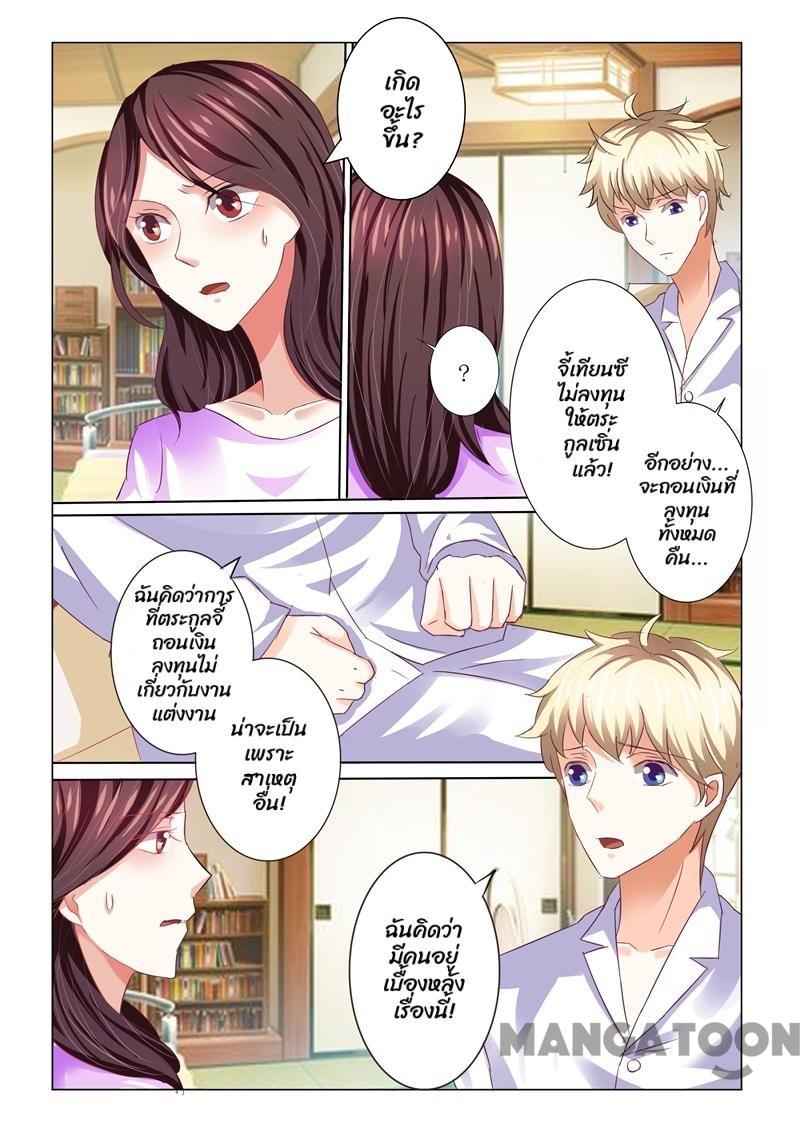 เกิด
อะไร
ขึ้น?
?
จี้เทียนซี
ไม่ลงทุน
ให้ตระ
กูลเซิ่น
แล้ว!
อีกอย่าง...
จะถอนเงินที่
ลงทุน
ทั้งหมด
คืน...
ฉันคิดว่าการ
ที่ตระกูลจี้
ถอนเงิน
ลงทุนไม่
เกี่ยวกับงาน
แต่งงาน
น่าจะเป็น
เพราะ
สาเหตุ
อื่น!
ฉันคิดว่า
มีคนอยู่
เบื้องหลัง
เรื่องนี้!
MANGATOON